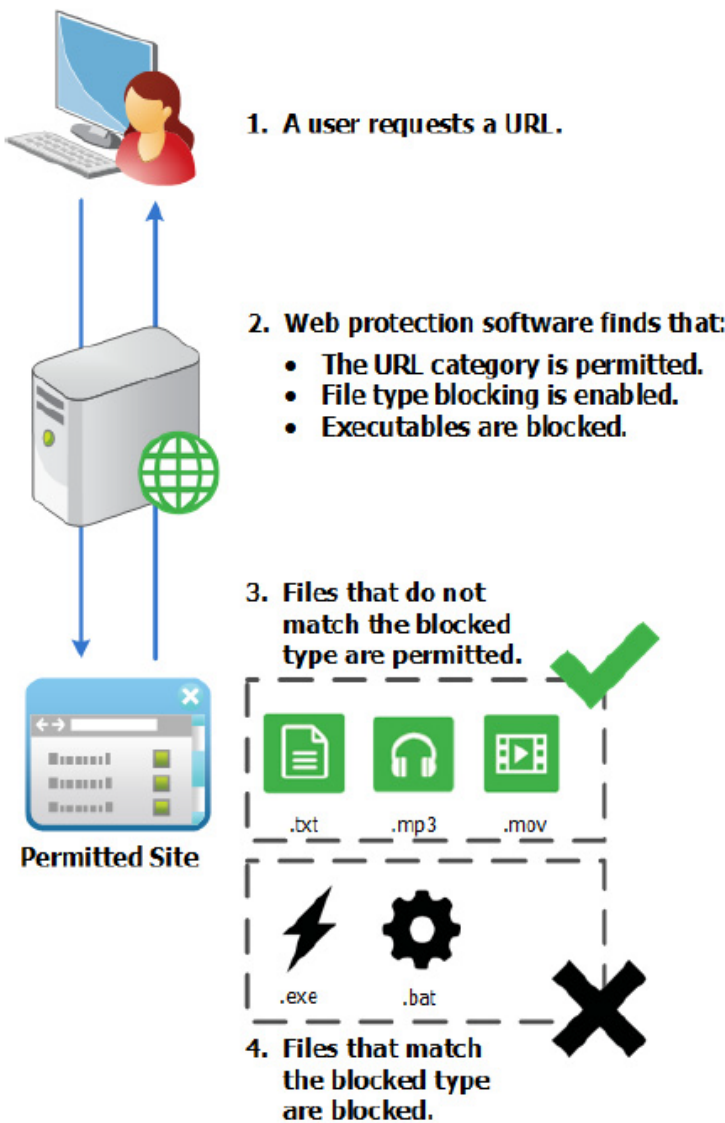 1. A user requests a URL.
2. Web protection software finds that:
• The URL category is permitted.
• File type blocking is enabled.
• Executables are blocked.
3. Files that do not
match the blocked
type are permitted.
.txt .mp3 .mov
Permitted Site
.exe .bat
4. Files that match
the blocked type
are blocked.